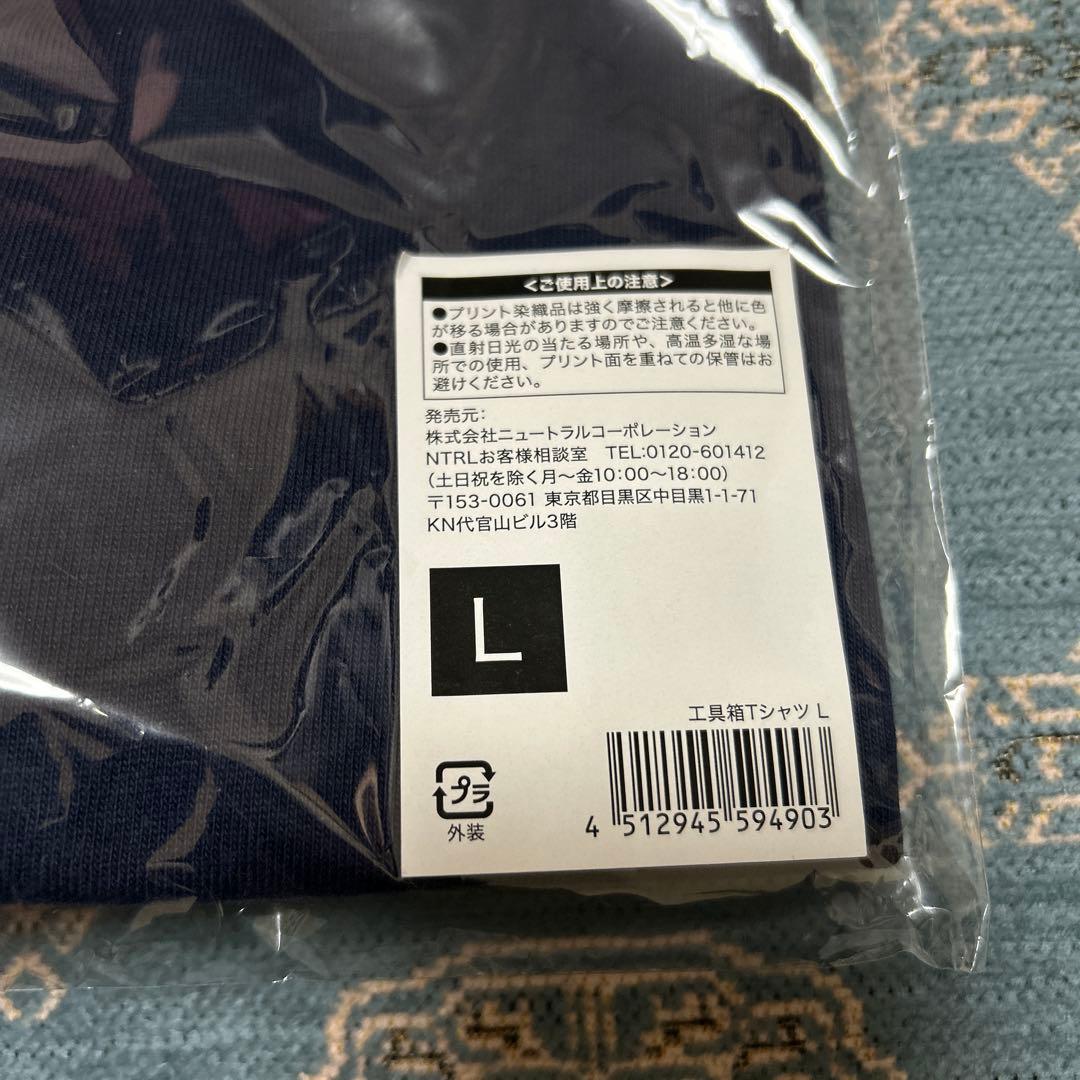 <ご使用上の注意>
●プリント染織品は強く摩擦されると他に色
が移る場合がありますのでご注意ください。
●直射日光の当たる場所や、高温多湿な場
所での使用、プリント面を重ねての保管はお
避けください。
発売元：
株式会社ニュートラルコーポレーション
NTRLお客様相談室　TEL:0120-601412
（土日祝を除く月～金10:00～18:00）
〒153-0061 東京都目黒区中目黒1-1-71
KN代官山ビル3階
L
工具箱Tシャツ L
プラ
外装
4 512945 594903